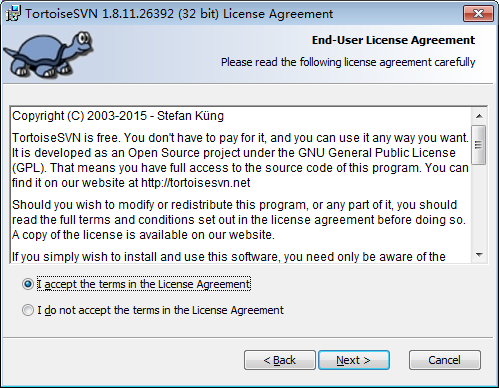 TortoiseSVN 1.8.11.26392 (32 bit) License Agreement
End-User License Agreement
Please read the following license agreement carefully
Copyright (C) 2003-2015 - Stefan Küng
TortoiseSVN is free. You don't have to pay for it, and you can use it any way you want.
It is developed as an Open Source project under the GNU General Public License
(GPL). That means you have full access to the source code of this program. You can
find it on our website at http://tortoisesvn.net
Should you wish to modify or redistribute this program, or any part of it, you should
read the full terms and conditions set out in the license agreement before doing so.
A copy of the license is available on our website.
If you simply wish to install and use this software, you need only be aware of the
I accept the terms in the License Agreement
I do not accept the terms in the License Agreement
< Back Next > Cancel